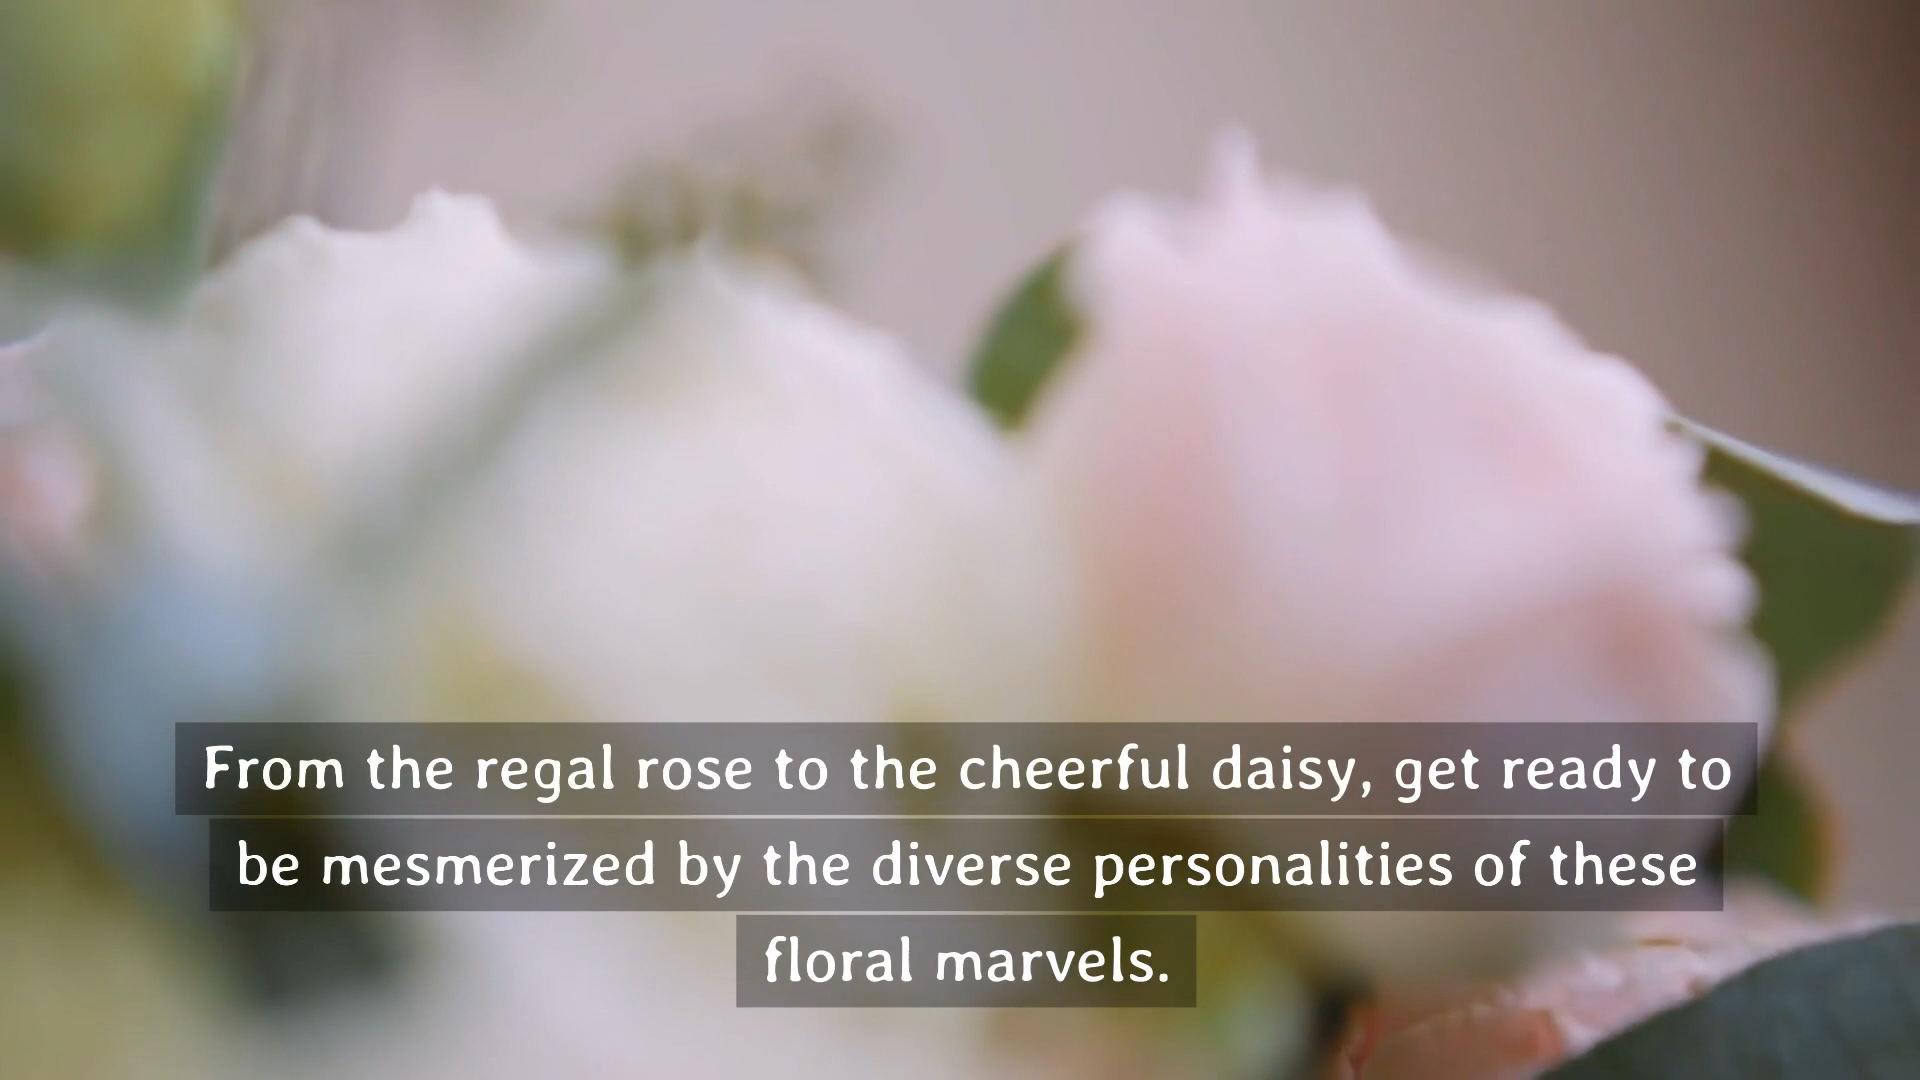 From the regal rose to the cheerful daisy, get ready to
be mesmerized by the diverse personalities of these
floral marvels.